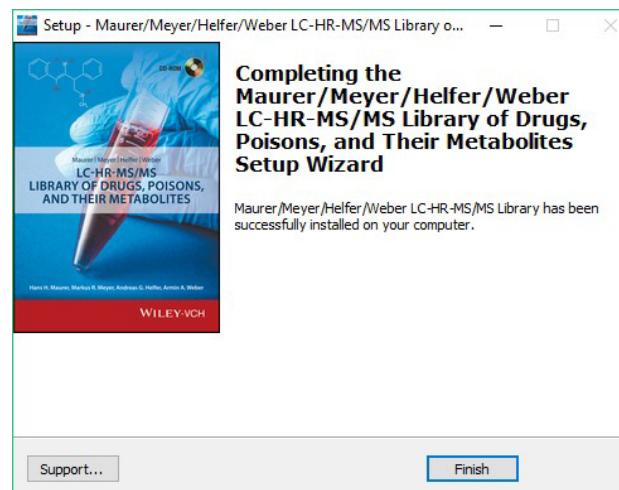 Setup - Maurer/Meyer/Helfer/Weber LC-HR-MS/MS Library o...
CD-ROM
Completing the
Maurer/Meyer/Helfer/Weber
LC-HR-MS/MS Library of Drugs,
Poisons, and Their Metabolites
Setup Wizard
Maurer | Meyer | Helfer | Weber
LC-HR-MS/MS
LIBRARY OF DRUGS, POISONS,
AND THEIR METABOLITES
Maurer/Meyer/Helfer/Weber LC-HR-MS/MS Library has been
successfully installed on your computer.
Hans H. Maurer, Markus R. Meyer, Andreas G. Helfer, Armin A. Weber
WILEY-VCH
Support...
Finish